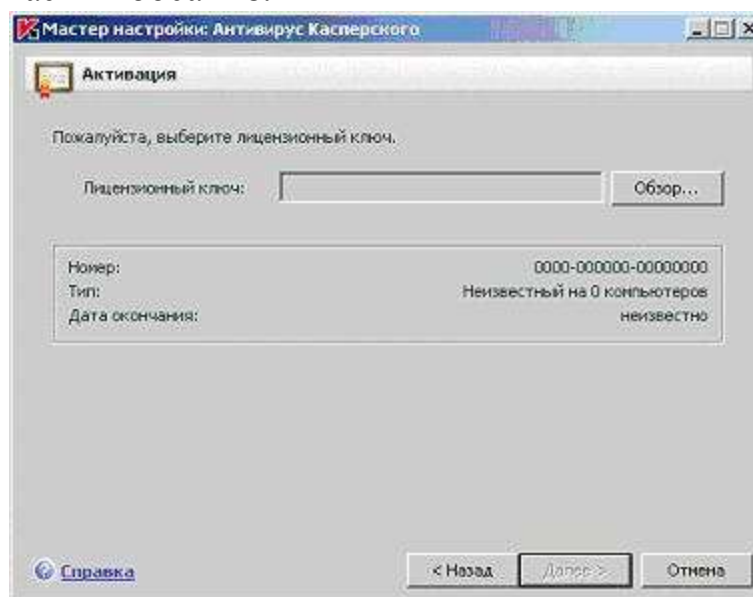 Мастер настройки: Антивирус Касперского
Активация
Пожалуйста, выберите лицензионный ключ.
Лицензионный ключ:
Обзор...
Номер: 0000-000000-00000000
Тип: Неизвестный на 0 компьютеров
Дата окончания: неизвестно
Справка
< Назад
Далее >
Отмена